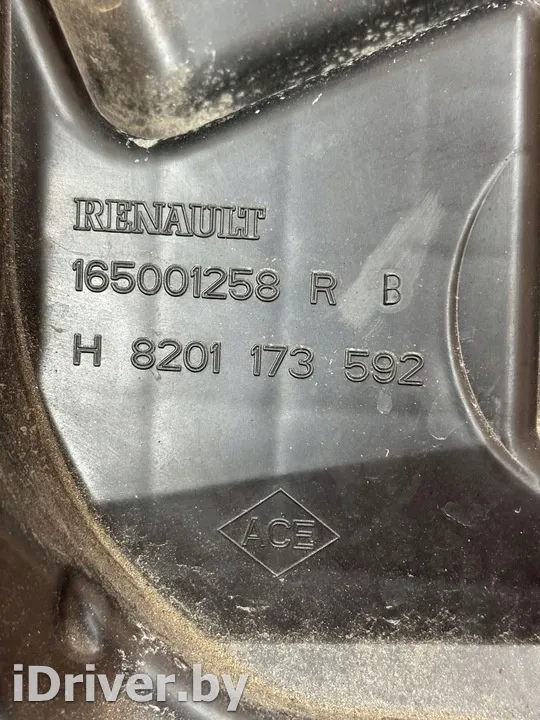 RENAULT
165001258 R B
H 8201 173 592
ACE
iDriver.by